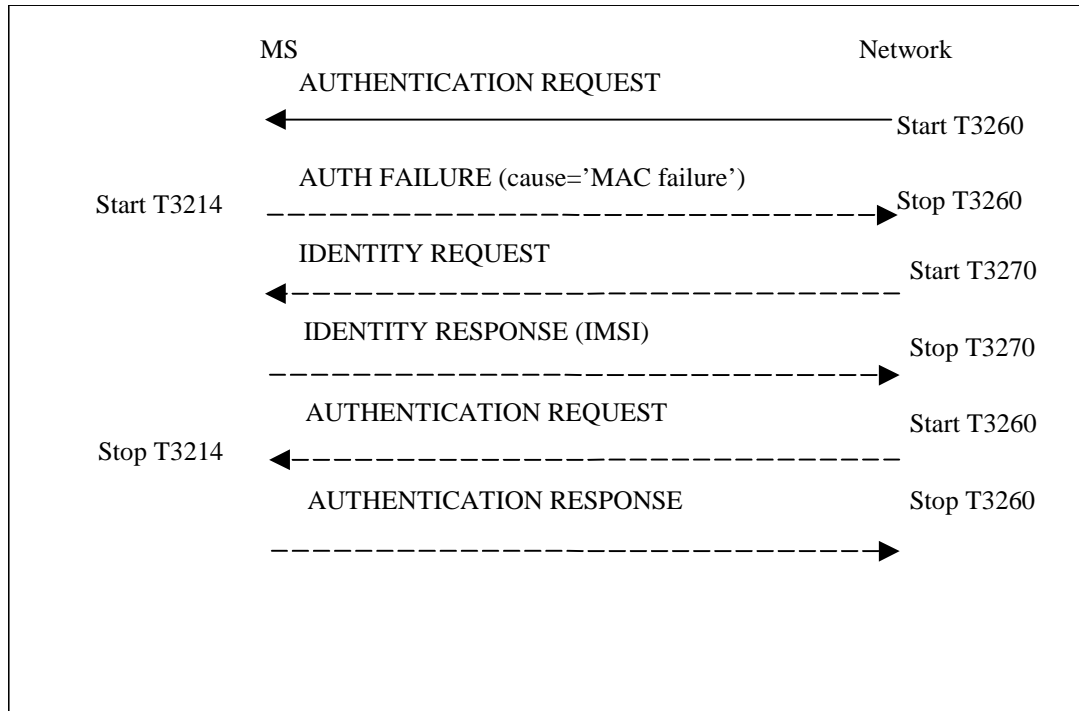 MS Network
AUTHENTICATION REQUEST
Start T3260
AUTH FAILURE (cause=’MAC failure’)
Start T3214 Stop T3260
IDENTITY REQUEST
Start T3270
IDENTITY RESPONSE (IMSI)
Stop T3270
AUTHENTICATION REQUEST
Start T3260
Stop T3214
AUTHENTICATION RESPONSE Stop T3260